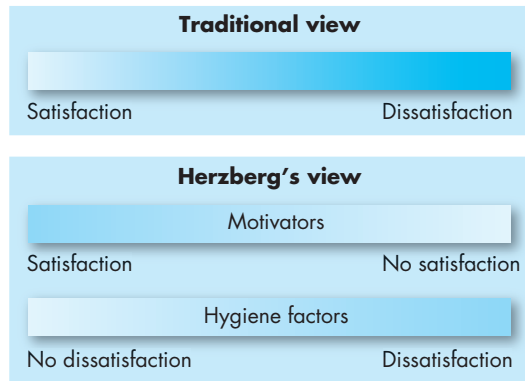 Traditional view
Satisfaction Dissatisfaction
Herzberg's view
Motivators
Satisfaction No satisfaction
Hygiene factors
No dissatisfaction Dissatisfaction